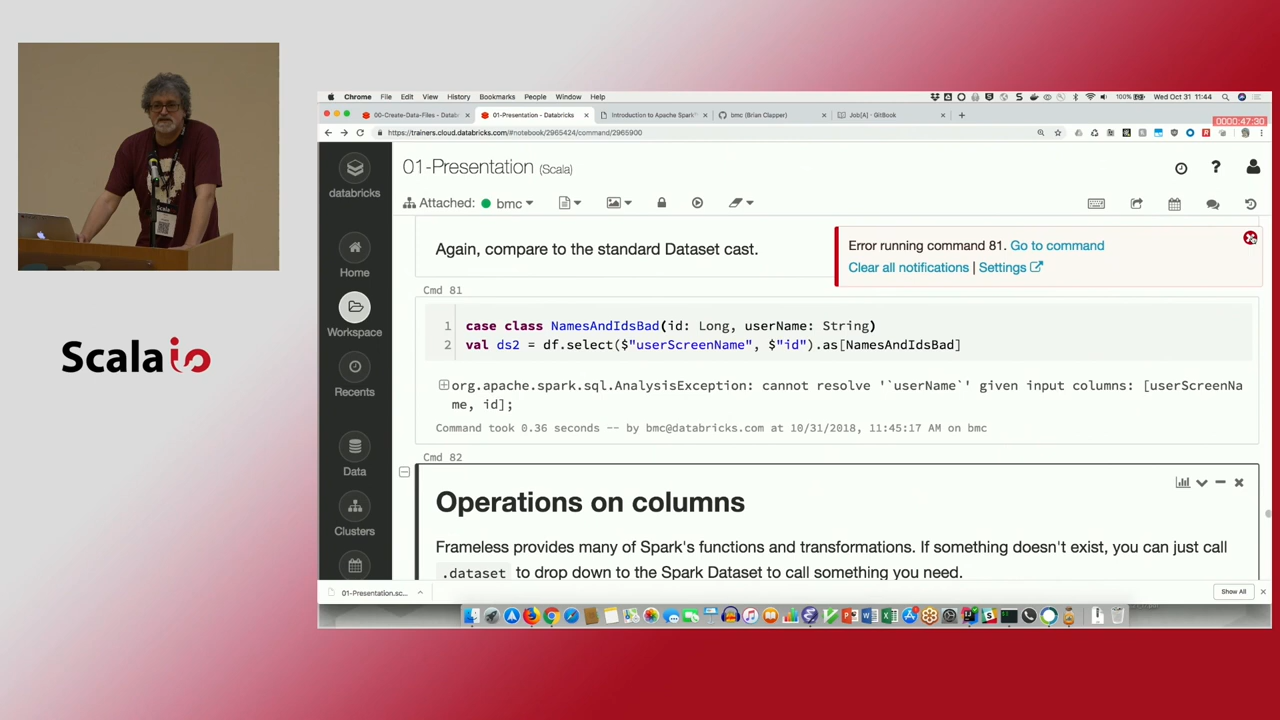 Chrome File Edit View History Bookmarks People Window Help
100% Wed Oct 31 11:44
00-Create-Data-Files - Datab
01-Presentation - Databricks
Introduction to Apache Spark
bmc (Brian Clapper)
Job[A] · GitBook
0000:47:30
https://trainers.cloud.databricks.com/#notebook/2965424/command/2965900
databricks
Home
Workspace
Recents
Data
Clusters
01-Presentation (Scala)
Attached: bmc
Again, compare to the standard Dataset cast.
Error running command 81. Go to command
Clear all notifications | Settings
Cmd 81
1 case class NamesAndIdsBad(id: Long, userName: String)
2 val ds2 = df.select($"userScreenName", $"id").as[NamesAndIdsBad]
org.apache.spark.sql.AnalysisException: cannot resolve '`userName`' given input columns: [userScreenNa
me, id];
Command took 0.36 seconds -- by bmc@databricks.com at 10/31/2018, 11:45:17 AM on bmc
Cmd 82
Operations on columns
Frameless provides many of Spark's functions and transformations. If something doesn't exist, you can just call
.dataset to drop down to the Spark Dataset to call something you need.
01-Presentation.sc...
Show All
Scala io
Scala